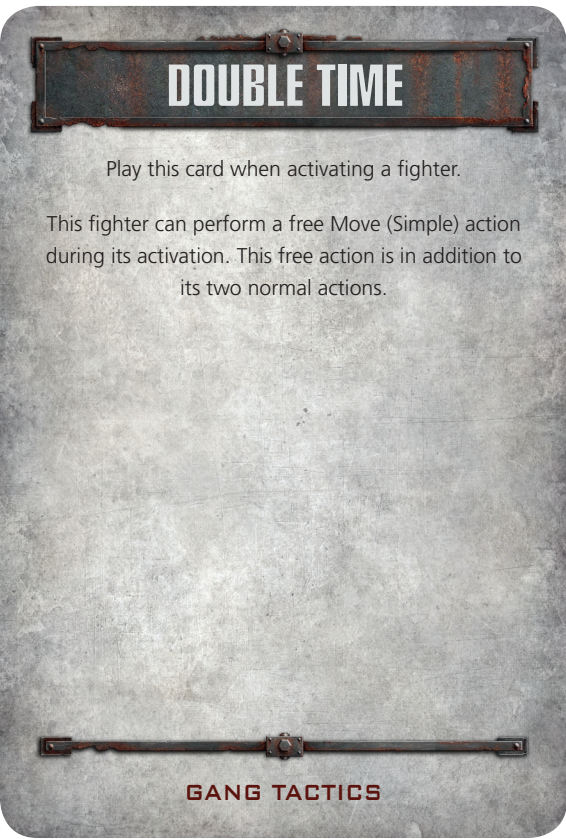 DOUBLE TIME
Play this card when activating a fighter.
This fighter can perform a free Move (Simple) action
during its activation. This free action is in addition to
its two normal actions.
GANG TACTICS